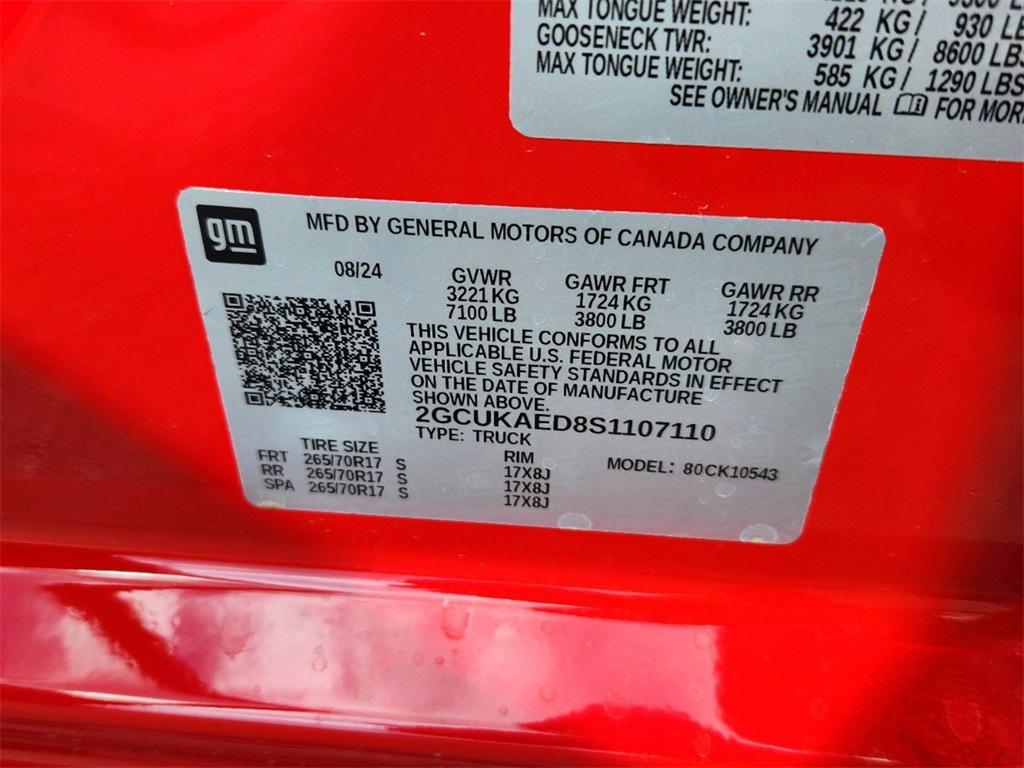 MAX TONGUE WEIGHT: 422 KG/ 930 LB
GOOSENECK TWR: 3901 KG/ 8600 LBS
MAX TONGUE WEIGHT: 585 KG/ 1290 LBS
SEE OWNER'S MANUAL FOR MORE
gm
MFD BY GENERAL MOTORS OF CANADA COMPANY
08/24 GVWR GAWR FRT GAWR RR
3221 KG 1724 KG 1724 KG
7100 LB 3800 LB 3800 LB
THIS VEHICLE CONFORMS TO ALL
APPLICABLE U.S. FEDERAL MOTOR
VEHICLE SAFETY STANDARDS IN EFFECT
ON THE DATE OF MANUFACTURE
SHOWN ABOVE.
2GCUKAED8S1107110
TYPE: TRUCK
TIRE SIZE RIM MODEL: 80CK10543
FRT 265/70R17 S 17X8J
RR 265/70R17 S 17X8J
SPA 265/70R17 S 17X8J